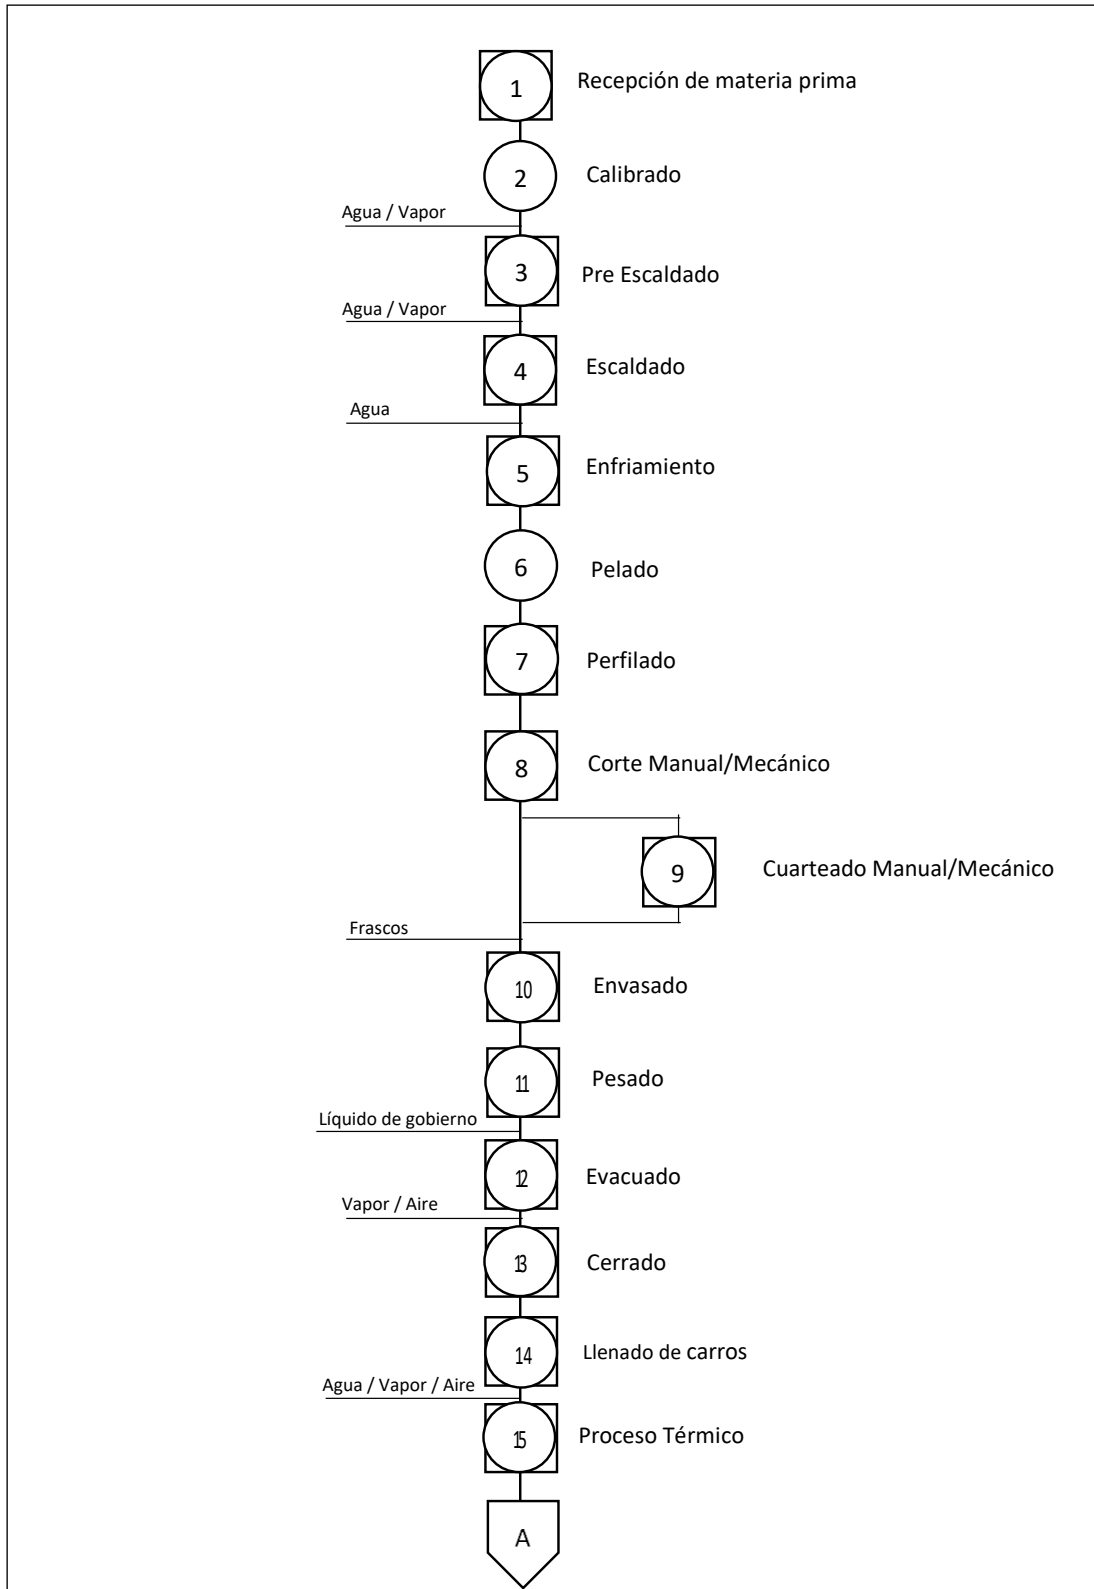 1 Recepción de materia prima
2 Calibrado
Agua / Vapor
3 Pre Escaldado
Agua / Vapor
4 Escaldado
Agua
5 Enfriamiento
6 Pelado
7 Perfilado
8 Corte Manual/Mecánico
9 Cuarteado Manual/Mecánico
Frascos
10 Envasado
11 Pesado
Líquido de gobierno
12 Evacuado
Vapor / Aire
13 Cerrado
14 Llenado de carros
Agua / Vapor / Aire
15 Proceso Térmico
A